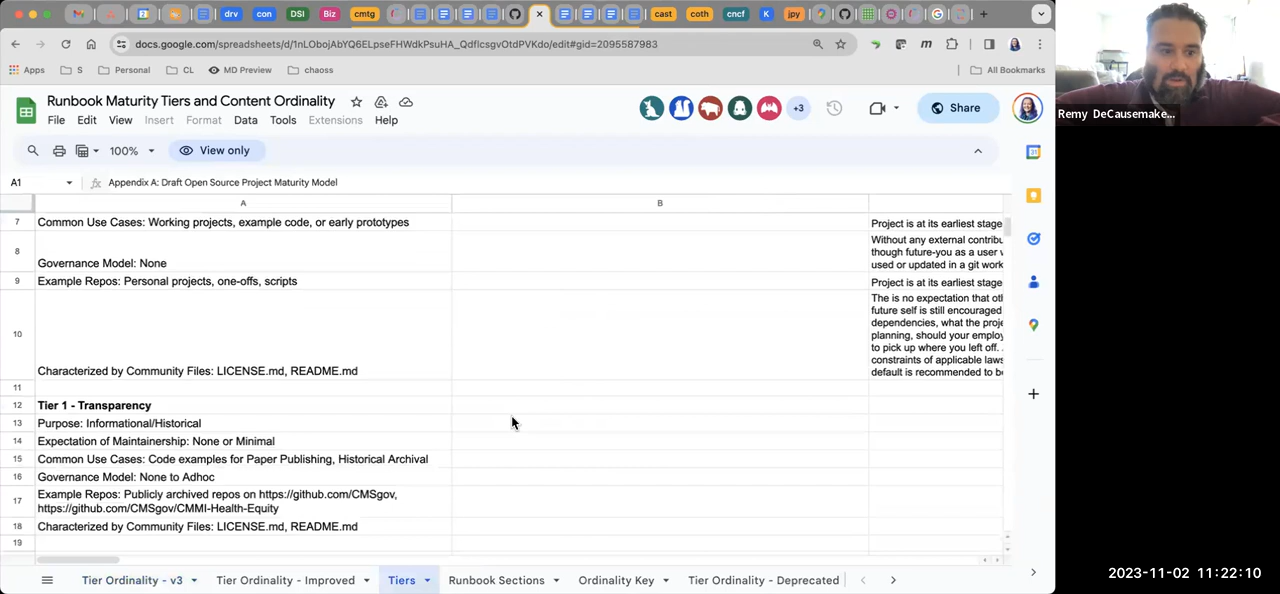 drv
con
DSI
Biz
cmtg
cast
coth
cncf
K
jpy
docs.google.com/spreadsheets/d/1nLObojAbYQ6ELpseFHWdkPsuHA_QdflcsgvOtdPVKdo/edit#gid=2095587983
Apps
S
Personal
CL
MD Preview
chaoss
All Bookmarks
Runbook Maturity Tiers and Content Ordinality
File Edit View Insert Format Data Tools Extensions Help
+3
Share
100%
View only
A1
fx
Appendix A: Draft Open Source Project Maturity Model
A B
7 Common Use Cases: Working projects, example code, or early prototypes
Project is at its earliest stage
Without any external contribu
though future-you as a user w
8 Governance Model: None
used or updated in a git work
9 Example Repos: Personal projects, one-offs, scripts
Project is at its earliest stage
The is no expectation that oth
future self is still encouraged
dependencies, what the proje
planning, should your employ
to pick up where you left off.
constraints of applicable laws
10 Characterized by Community Files: LICENSE.md, README.md
default is recommended to be
11
12 Tier 1 - Transparency
13 Purpose: Informational/Historical
14 Expectation of Maintainership: None or Minimal
15 Common Use Cases: Code examples for Paper Publishing, Historical Archival
16 Governance Model: None to Adhoc
17 Example Repos: Publicly archived repos on https://github.com/CMSgov,
https://github.com/CMSgov/CMMI-Health-Equity
18 Characterized by Community Files: LICENSE.md, README.md
19
Tier Ordinality - v3
Tier Ordinality - Improved
Tiers
Runbook Sections
Ordinality Key
Tier Ordinality - Deprecated
Remy DeCausemake...
2023-11-02 11:22:10